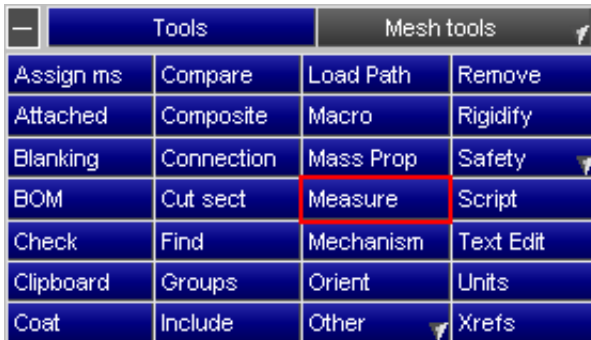 Tools Mesh tools
Assign ms Compare Load Path Remove
Attached Composite Macro Rigidify
Blanking Connection Mass Prop Safety
BOM Cut sect Measure Script
Check Find Mechanism Text Edit
Clipboard Groups Orient Units
Coat Include Other Xrefs